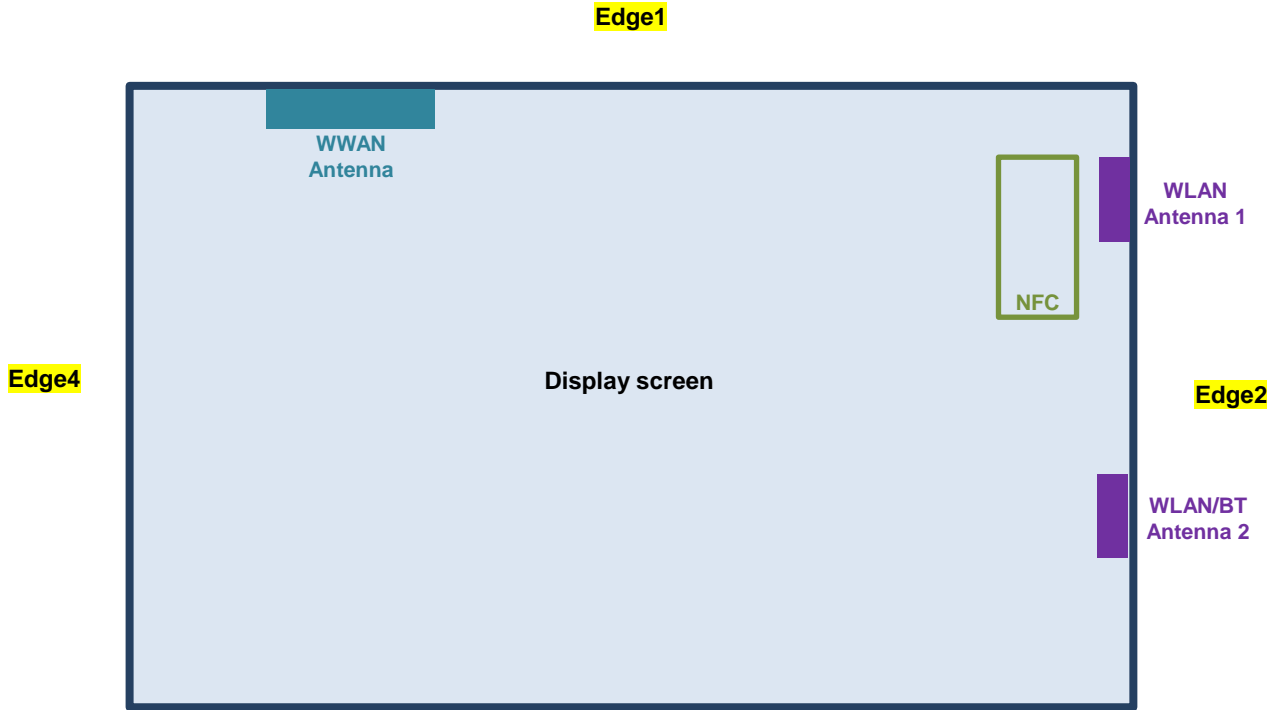 Edge1
WWAN
Antenna
WLAN
Antenna 1
NFC
Edge4
Display screen
Edge2
WLAN/BT
Antenna 2